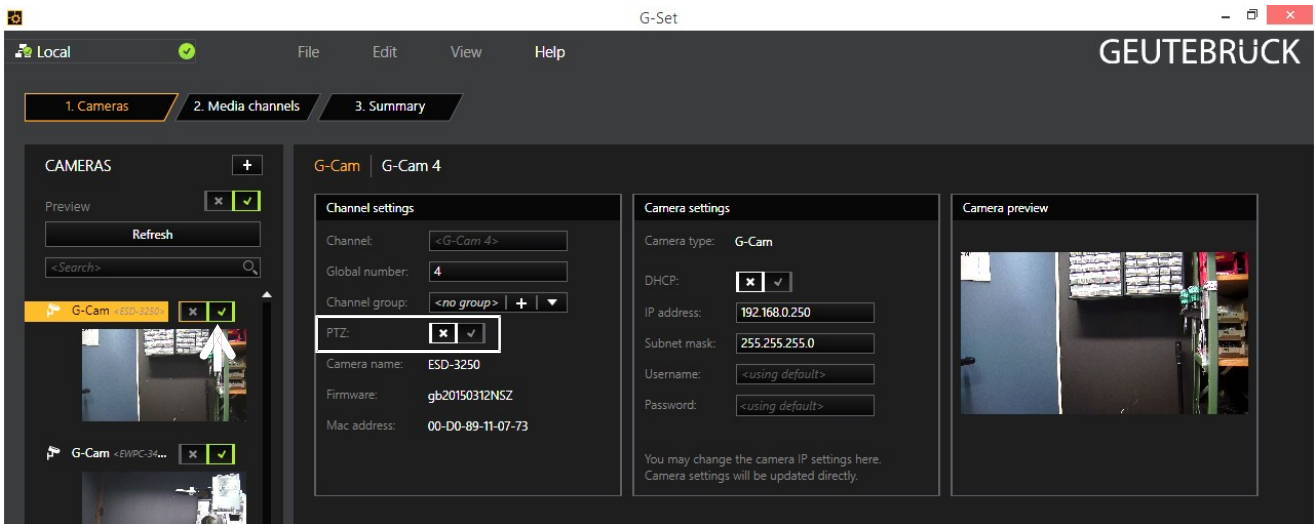 G-Set
Local
File Edit View Help
GEUTEBRÜCK
1. Cameras
2. Media channels
3. Summary
CAMERAS +
Preview
Refresh
<Search>
G-Cam <ESD-3250>
G-Cam <EWPC-34...
G-Cam | G-Cam 4
Channel settings
Channel: <G-Cam 4>
Global number: 4
Channel group: <no group> | + |
PTZ:
Camera name: ESD-3250
Firmware: gb20150312NSZ
Mac address: 00-D0-89-11-07-73
Camera settings
Camera type: G-Cam
DHCP:
IP address: 192.168.0.250
Subnet mask: 255.255.255.0
Username: <using default>
Password: <using default>
You may change the camera IP settings here.
Camera settings will be updated directly.
Camera preview